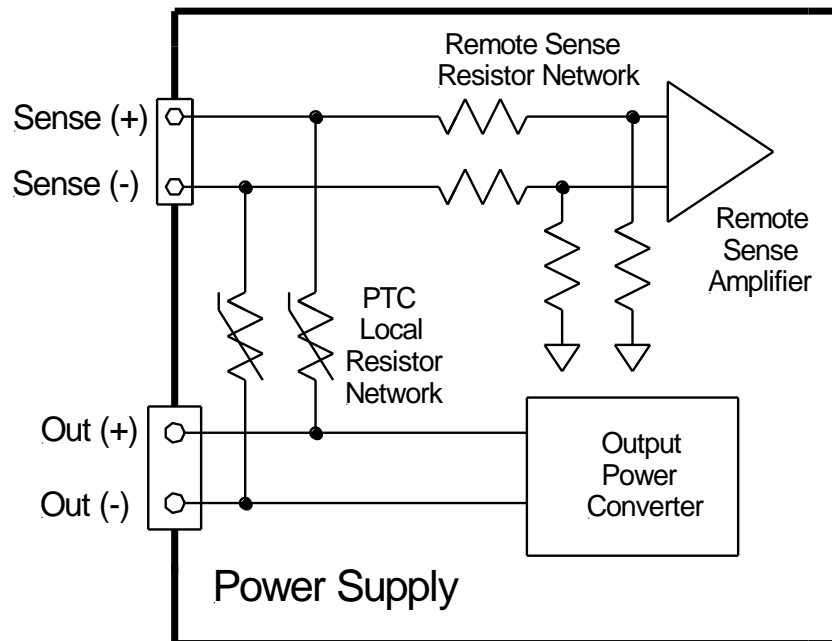 Remote Sense
Resistor Network
Sense (+)
Sense (-)
Remote
Sense
Amplifier
PTC
Local
Resistor
Network
Out (+)
Out (-)
Output
Power
Converter
Power Supply